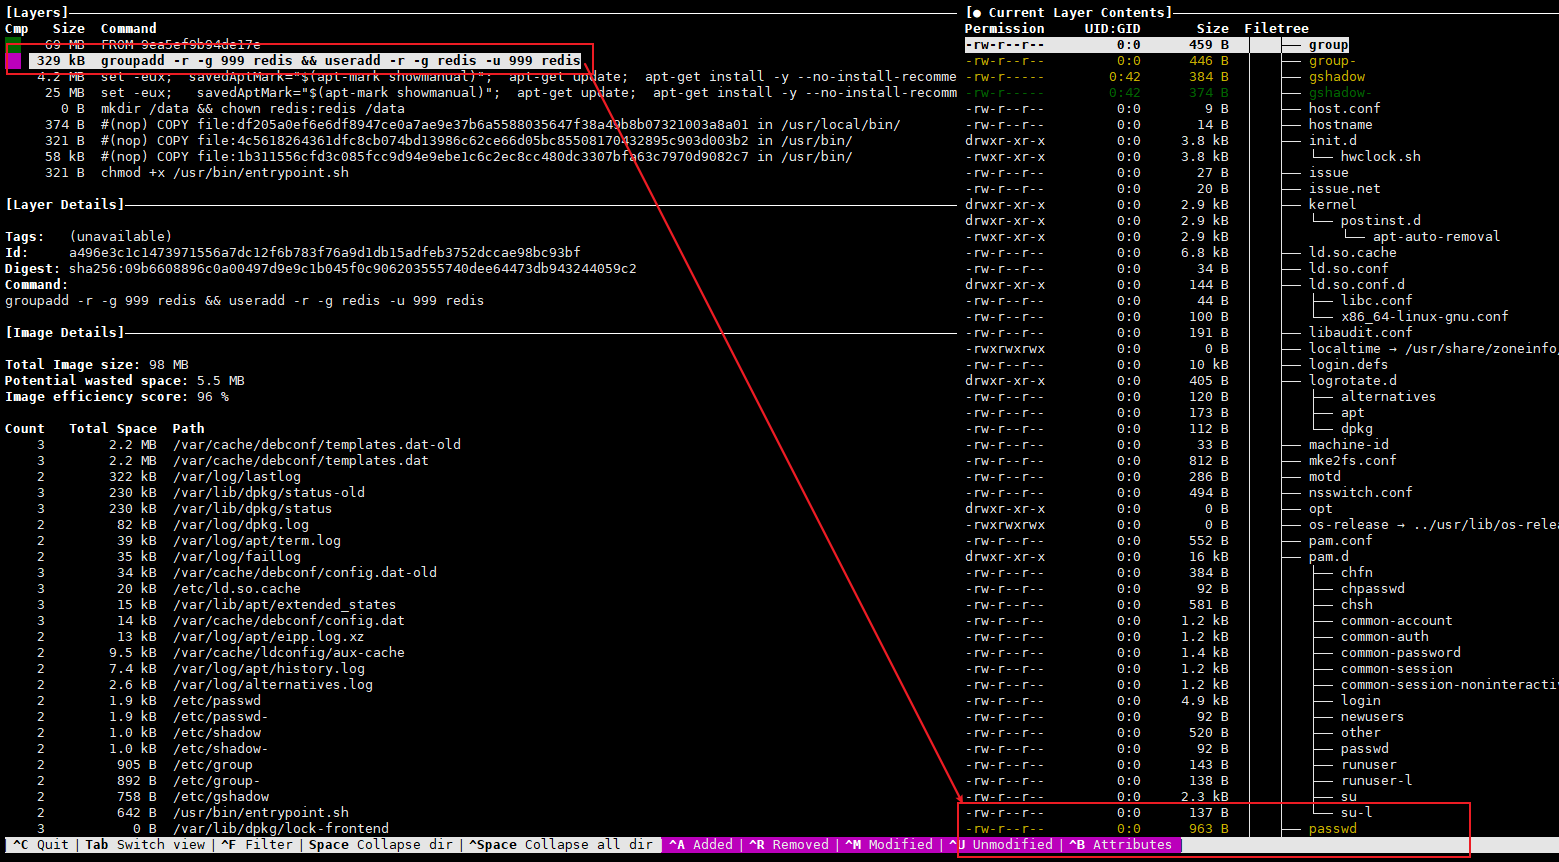 [Layers]
Cmp Size Command
69 MB FROM 9ea5ef9b94de17e
329 kB groupadd -r -g 999 redis && useradd -r -g redis -u 999 redis
4.2 MB set -eux; savedAptMark="$(apt-mark showmanual)"; apt-get update; apt-get install -y --no-install-recomme
25 MB set -eux; savedAptMark="$(apt-mark showmanual)"; apt-get update; apt-get install -y --no-install-recomm
0 B mkdir /data && chown redis:redis /data
374 B #(nop) COPY file:df205a0ef6e6df8947ce0a7ae9e37b6a5588035647f38a49b8b07321003a8a01 in /usr/local/bin/
321 B #(nop) COPY file:4c5618264361dfc8cb074bd13986c62ce66d05bc85508170432895c903d003b2 in /usr/bin/
58 kB #(nop) COPY file:1b311556cfd3c085fcc9d94e9ebe1c6c2ec8cc480dc3307bfa63c7970d9082c7 in /usr/bin/
321 B chmod +x /usr/bin/entrypoint.sh
[Layer Details]
Tags: (unavailable)
Id: a496e3c1c1473971556a7dc12f6b783f76a9d1db15adfeb3752dccae98bc93bf
Digest: sha256:09b6608896c0a00497d9e9c1b045f0c906203555740dee64473db943244059c2
Command:
groupadd -r -g 999 redis && useradd -r -g redis -u 999 redis
[Image Details]
Total Image size: 98 MB
Potential wasted space: 5.5 MB
Image efficiency score: 96 %
Count Total Space Path
3 2.2 MB /var/cache/debconf/templates.dat-old
3 2.2 MB /var/cache/debconf/templates.dat
2 322 kB /var/log/lastlog
3 230 kB /var/lib/dpkg/status-old
3 230 kB /var/lib/dpkg/status
2 82 kB /var/log/dpkg.log
2 39 kB /var/log/apt/term.log
2 35 kB /var/log/faillog
3 34 kB /var/cache/debconf/config.dat-old
3 20 kB /etc/ld.so.cache
3 15 kB /var/lib/apt/extended_states
3 14 kB /var/cache/debconf/config.dat
2 13 kB /var/log/apt/eipp.log.xz
2 9.5 kB /var/cache/ldconfig/aux-cache
2 7.4 kB /var/log/apt/history.log
2 2.6 kB /var/log/alternatives.log
2 1.9 kB /etc/passwd
2 1.9 kB /etc/passwd-
2 1.0 kB /etc/shadow
2 1.0 kB /etc/shadow-
2 905 B /etc/group
2 892 B /etc/group-
2 758 B /etc/gshadow
2 642 B /usr/bin/entrypoint.sh
3 0 B /var/lib/dpkg/lock-frontend
[● Current Layer Contents]
Permission UID:GID Size Filetree
-rw-r--r-- 0:0 459 B ├── group
-rw-r--r-- 0:0 446 B ├── group-
-rw-r----- 0:42 384 B ├── gshadow
-rw-r----- 0:42 374 B ├── gshadow-
-rw-r--r-- 0:0 9 B ├── host.conf
-rw-r--r-- 0:0 14 B ├── hostname
drwxr-xr-x 0:0 3.8 kB ├── init.d
-rwxr-xr-x 0:0 3.8 kB │ └── hwclock.sh
-rw-r--r-- 0:0 27 B ├── issue
-rw-r--r-- 0:0 20 B ├── issue.net
drwxr-xr-x 0:0 2.9 kB ├── kernel
drwxr-xr-x 0:0 2.9 kB │ └── postinst.d
-rwxr-xr-x 0:0 2.9 kB │ └── apt-auto-removal
-rw-r--r-- 0:0 6.8 kB ├── ld.so.cache
-rw-r--r-- 0:0 34 B ├── ld.so.conf
drwxr-xr-x 0:0 144 B ├── ld.so.conf.d
-rw-r--r-- 0:0 44 B │ ├── libc.conf
-rw-r--r-- 0:0 100 B │ └── x86_64-linux-gnu.conf
-rw-r--r-- 0:0 191 B ├── libaudit.conf
-rwxrwxrwx 0:0 0 B ├── localtime → /usr/share/zoneinfo/
-rw-r--r-- 0:0 10 kB ├── login.defs
drwxr-xr-x 0:0 405 B ├── logrotate.d
-rw-r--r-- 0:0 120 B │ ├── alternatives
-rw-r--r-- 0:0 173 B │ ├── apt
-rw-r--r-- 0:0 112 B │ └── dpkg
-rw-r--r-- 0:0 33 B ├── machine-id
-rw-r--r-- 0:0 812 B ├── mke2fs.conf
-rw-r--r-- 0:0 286 B ├── motd
-rw-r--r-- 0:0 494 B ├── nsswitch.conf
drwxr-xr-x 0:0 0 B ├── opt
-rwxrwxrwx 0:0 0 B ├── os-release → ../usr/lib/os-relea
-rw-r--r-- 0:0 552 B ├── pam.conf
drwxr-xr-x 0:0 16 kB ├── pam.d
-rw-r--r-- 0:0 384 B │ ├── chfn
-rw-r--r-- 0:0 92 B │ ├── chpasswd
-rw-r--r-- 0:0 581 B │ ├── chsh
-rw-r--r-- 0:0 1.2 kB │ ├── common-account
-rw-r--r-- 0:0 1.2 kB │ ├── common-auth
-rw-r--r-- 0:0 1.4 kB │ ├── common-password
-rw-r--r-- 0:0 1.2 kB │ ├── common-session
-rw-r--r-- 0:0 1.2 kB │ ├── common-session-noninteractiv
-rw-r--r-- 0:0 4.9 kB │ ├── login
-rw-r--r-- 0:0 92 B │ ├── newusers
-rw-r--r-- 0:0 520 B │ ├── other
-rw-r--r-- 0:0 92 B │ ├── passwd
-rw-r--r-- 0:0 143 B │ ├── runuser
-rw-r--r-- 0:0 138 B │ ├── runuser-l
-rw-r--r-- 0:0 2.3 kB │ ├── su
-rw-r--r-- 0:0 137 B │ └── su-l
-rw-r--r-- 0:0 963 B ├── passwd
^C Quit | Tab Switch view | ^F Filter | Space Collapse dir | ^Space Collapse all dir ^A Added | ^R Removed | ^M Modified | ^U Unmodified | ^B Attributes